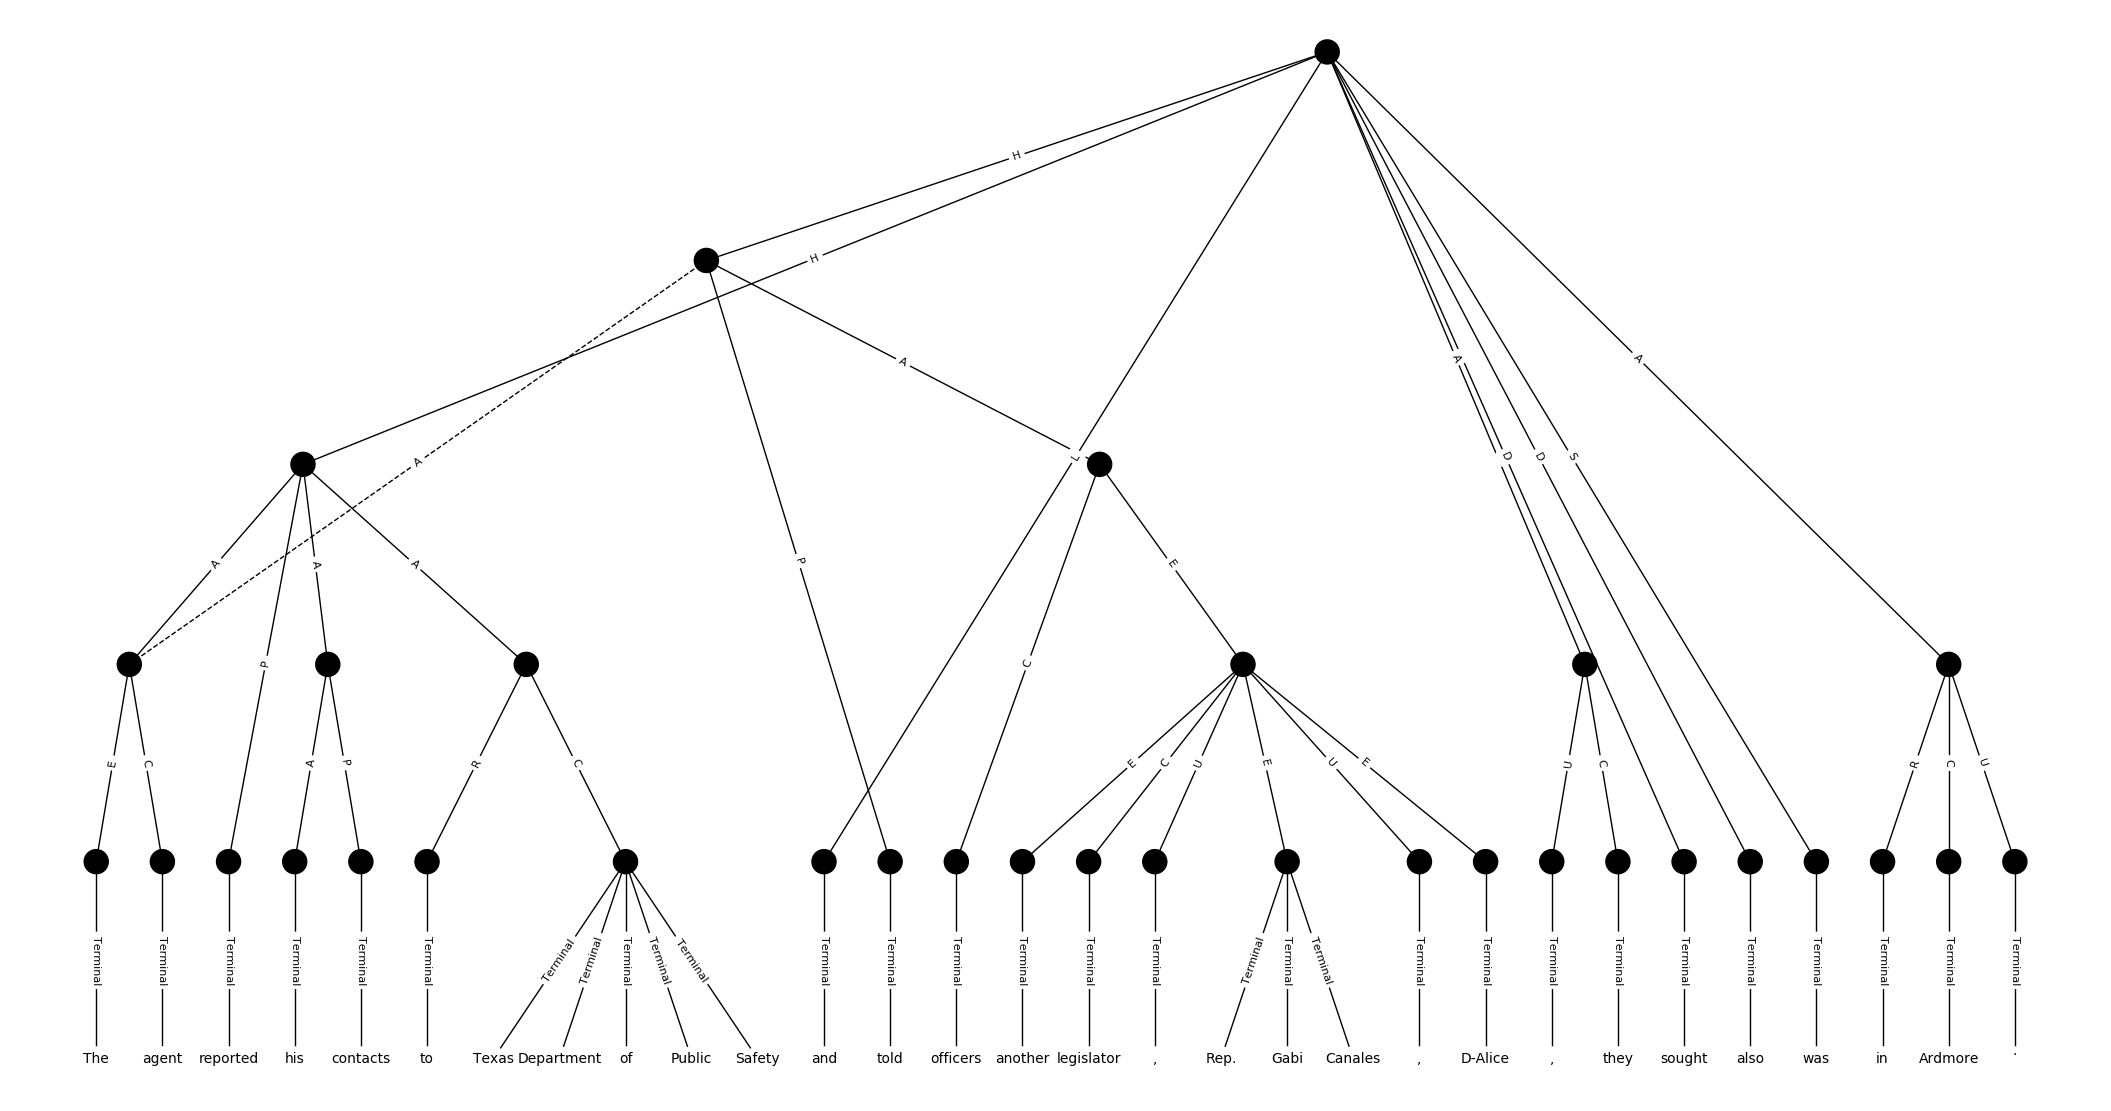 H
H
A
A
L
A
D
D
S
A
A
P
A
A
P
C
E
E
C
A
P
R
C
E
C
U
E
U
E
U
C
R
C
U
Terminal Terminal Terminal Terminal Terminal Terminal Terminal Terminal Terminal Terminal Terminal Terminal Terminal Terminal Terminal Terminal Terminal Terminal Terminal Terminal Terminal Terminal Terminal Terminal Terminal Terminal Terminal Terminal Terminal Terminal
The agent reported his contacts to Texas Department of Public Safety and told officers another legislator , Rep. Gabi Canales , D-Alice , they sought also was in Ardmore .